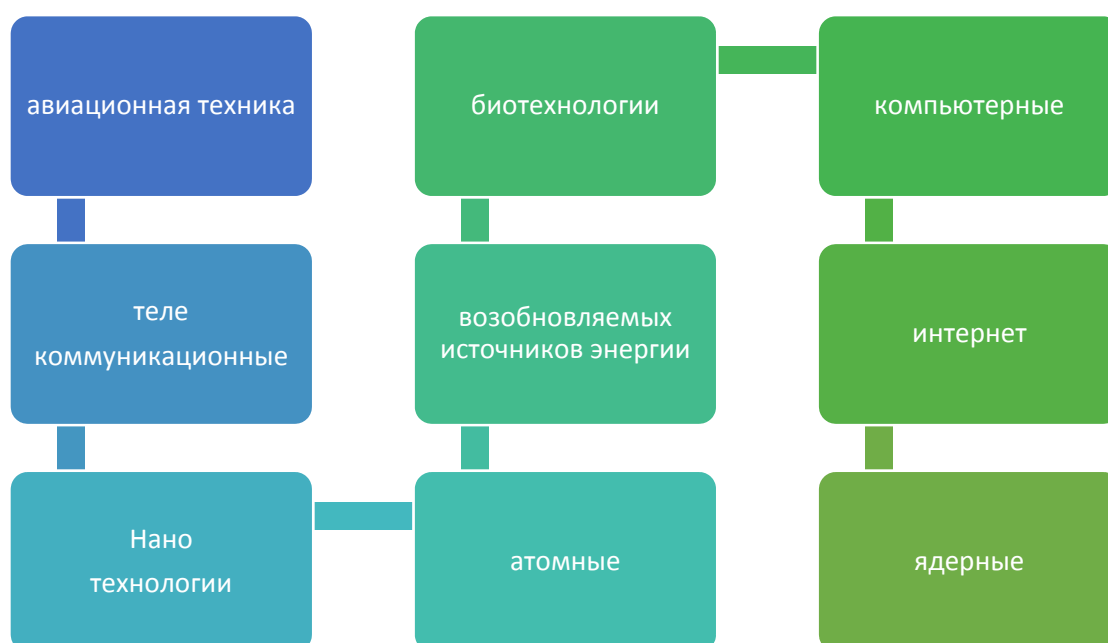 авиационная техника
теле
коммуникационные
Нано
технологии
атомные
возобновляемых
источников энергии
биотехнологии
компьютерные
интернет
ядерные